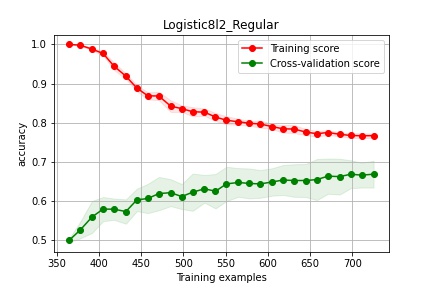 Logistic8l2_Regular
Training score
Cross-validation score
1.0
0.9
0.8
0.7
0.6
0.5
accuracy
350 400 450 500 550 600 650 700
Training examples